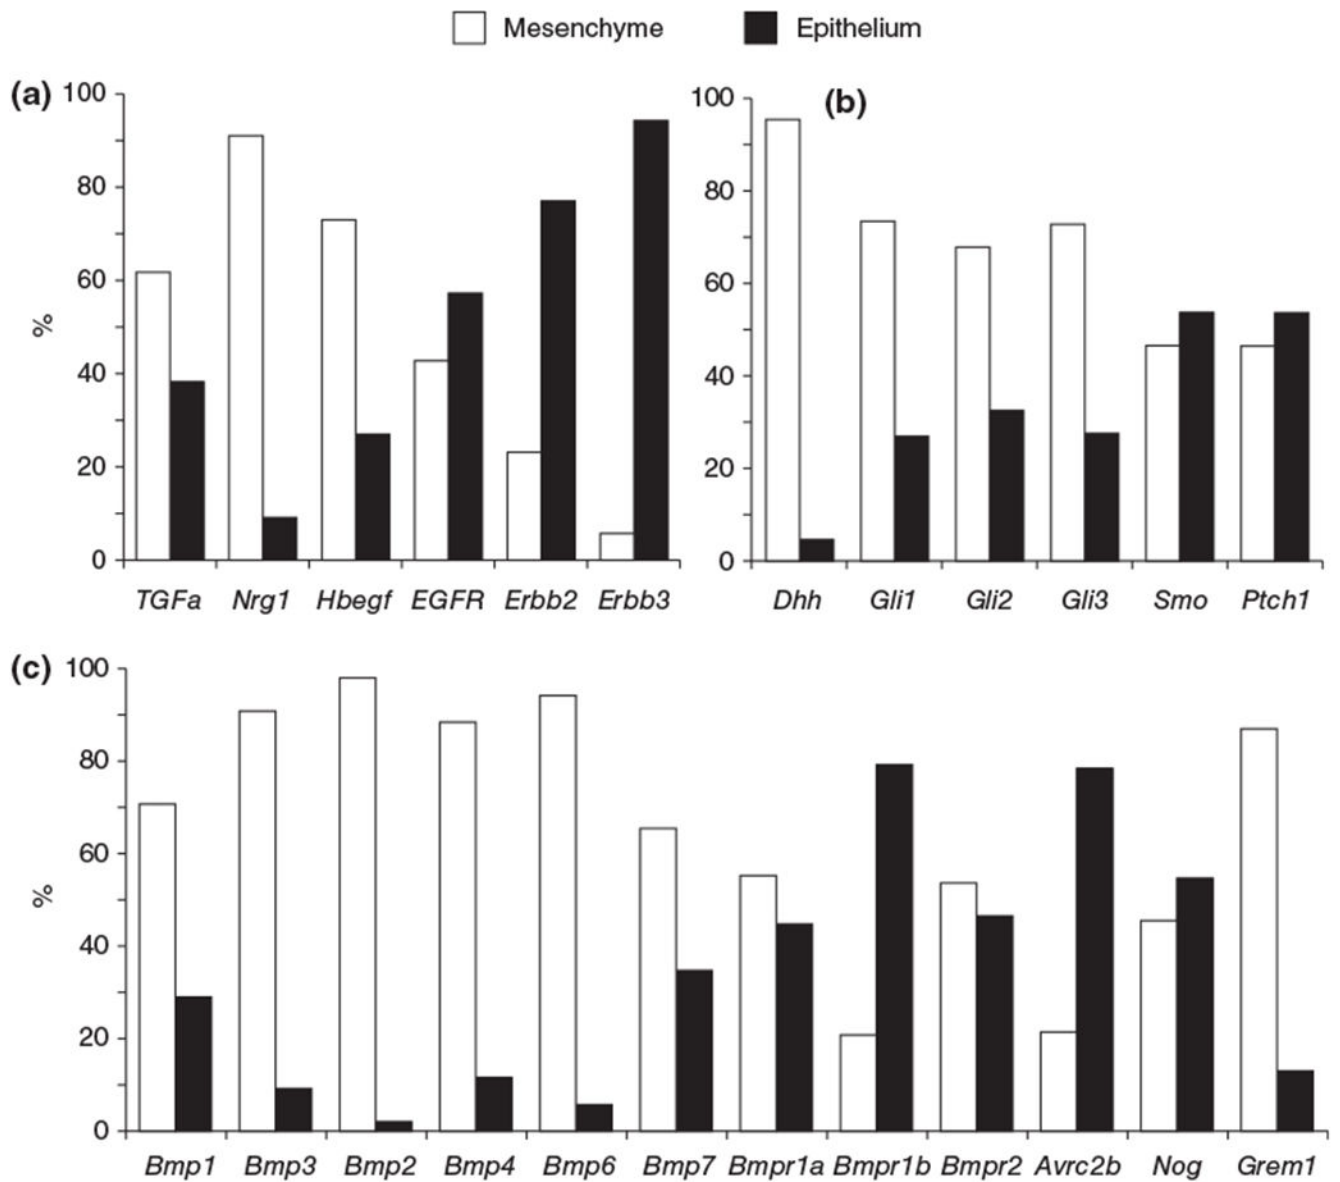 Mesenchyme Epithelium
(a)
100
80
60
40
20
0
%
TGFa Nrg1 Hbegf EGFR Erbb2 Erbb3
(b)
100
80
60
40
20
0
Dhh Gli1 Gli2 Gli3 Smo Ptch1
(c)
100
80
60
40
20
0
%
Bmp1 Bmp3 Bmp2 Bmp4 Bmp6 Bmp7 Bmpr1a Bmpr1b Bmpr2 Avrc2b Nog Grem1